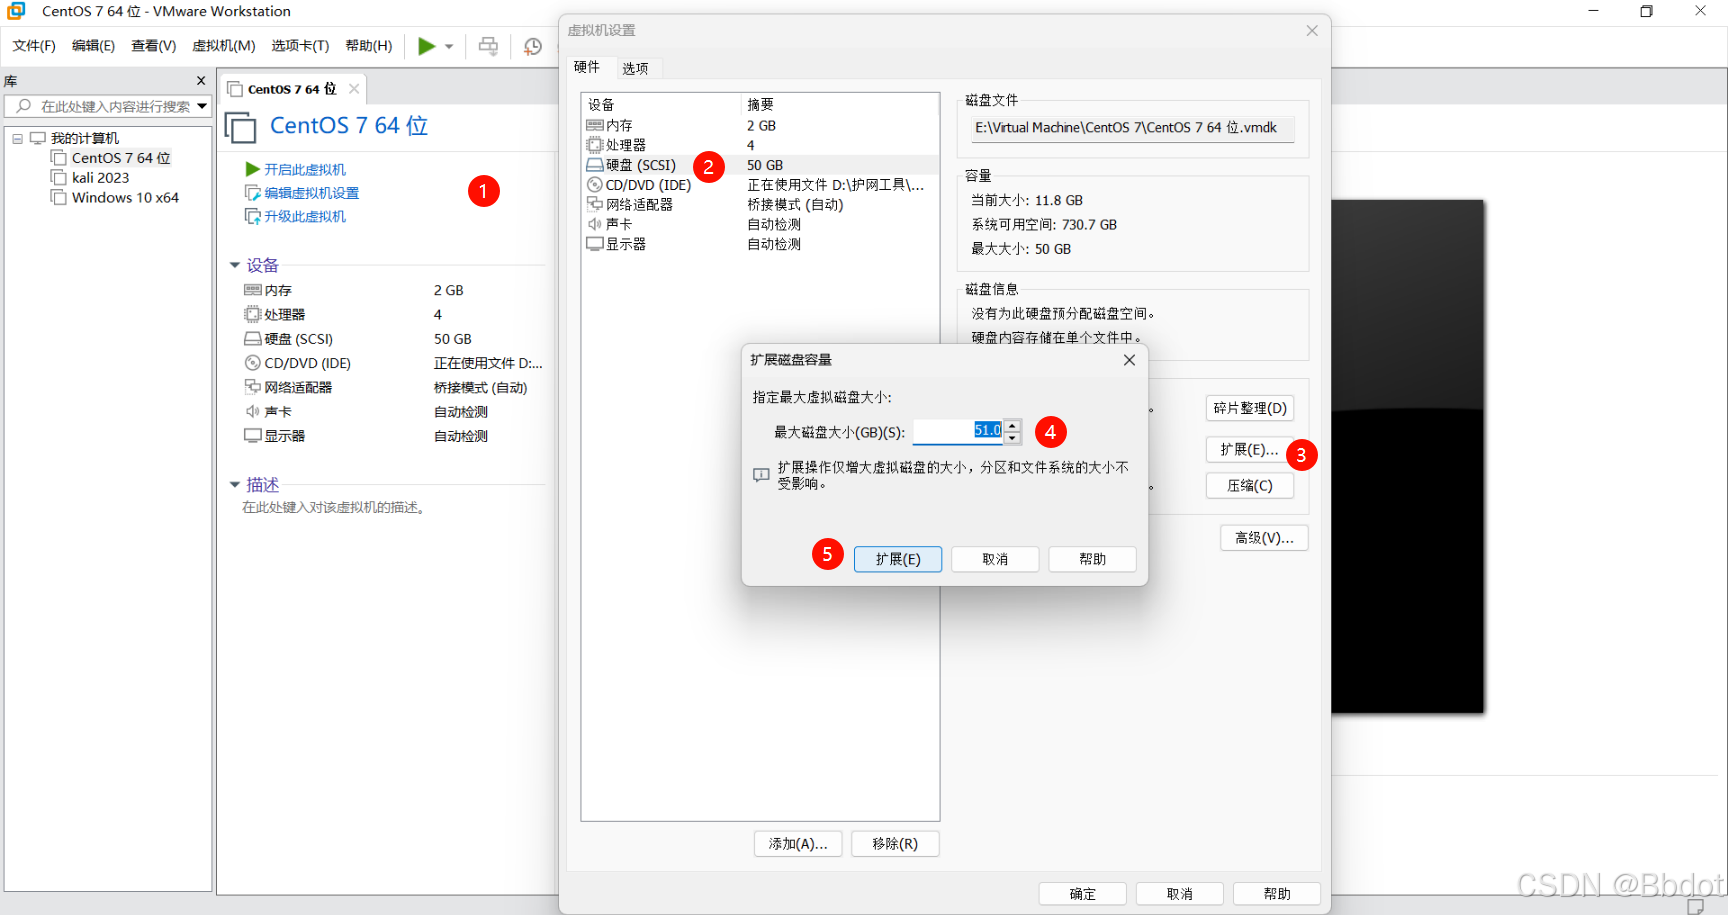 CentOS 7 64 位 - VMware Workstation
文件(F) 编辑(E) 查看(V) 虚拟机(M) 选项卡(T) 帮助(H)
库
在此处键入内容进行搜索
我的计算机
CentOS 7 64 位
kali 2023
Windows 10 x64
CentOS 7 64 位
CentOS 7 64 位
开启此虚拟机
编辑虚拟机设置
升级此虚拟机
1
设备
内存 2 GB
处理器 4
硬盘 (SCSI) 50 GB
CD/DVD (IDE) 正在使用文件 D:...
网络适配器 桥接模式 (自动)
声卡 自动检测
显示器 自动检测
描述
在此处键入对该虚拟机的描述。
虚拟机设置
硬件 选项
设备 摘要
内存 2 GB
处理器 4
硬盘 (SCSI) 2 50 GB
CD/DVD (IDE) 正在使用文件 D:\护网工具\...
网络适配器 桥接模式 (自动)
声卡 自动检测
显示器 自动检测
添加(A)... 移除(R)
磁盘文件
E:\Virtual Machine\CentOS 7\CentOS 7 64 位.vmdk
容量
当前大小: 11.8 GB
系统可用空间: 730.7 GB
最大大小: 50 GB
磁盘信息
没有为此硬盘预分配磁盘空间。
硬盘内容存储在单个文件中。
。 碎片整理(D)
扩展(E)... 3
。 压缩(C)
高级(V)...
扩展磁盘容量
指定最大虚拟磁盘大小:
最大磁盘大小(GB)(S): 51.0 4
扩展操作仅增大虚拟磁盘的大小，分区和文件系统的大小不
受影响。
5 扩展(E) 取消 帮助
确定 取消 帮助
CSDN @Bbdot